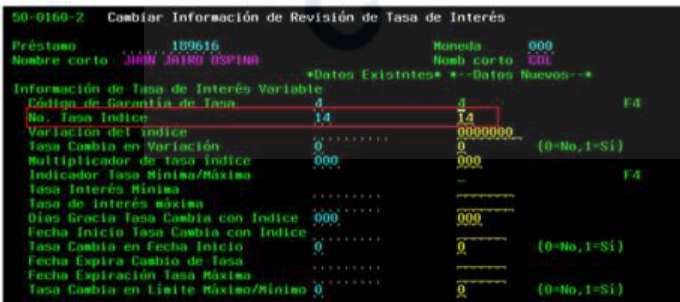 50-0160-2 Cambiar Información de Revisión de Tasa de Interés
Préstamo 189616 Moneda 000
Nombre corto JHON JAIRO OSPINA Nomb corto COL
*Datos Existntes* *--Datos Nuevos--*
Información de Tasa de Interés Variable
Código de Garantía de Tasa 4 4 F4
No. Tasa Indice 14 14
Variación del indice 0000000
Tasa Cambia en Variación 0 0 (0=No,1=Sí)
Multiplicador de tasa índice 000 000
Indicador Tasa Mínima/Máxima F4
Tasa Interés Mínima
Tasa de interés máxima
Días Gracia Tasa Cambia con Indice 000 000
Fecha Inicio Tasa Cambia con Indice
Tasa Cambia en Fecha Inicio 0 0 (0=No,1=Sí)
Fecha Expira Cambio de Tasa
Fecha Expiración Tasa Máxima
Tasa Cambia en Límite Máximo/Mínimo 0 0 (0=No,1=Sí)